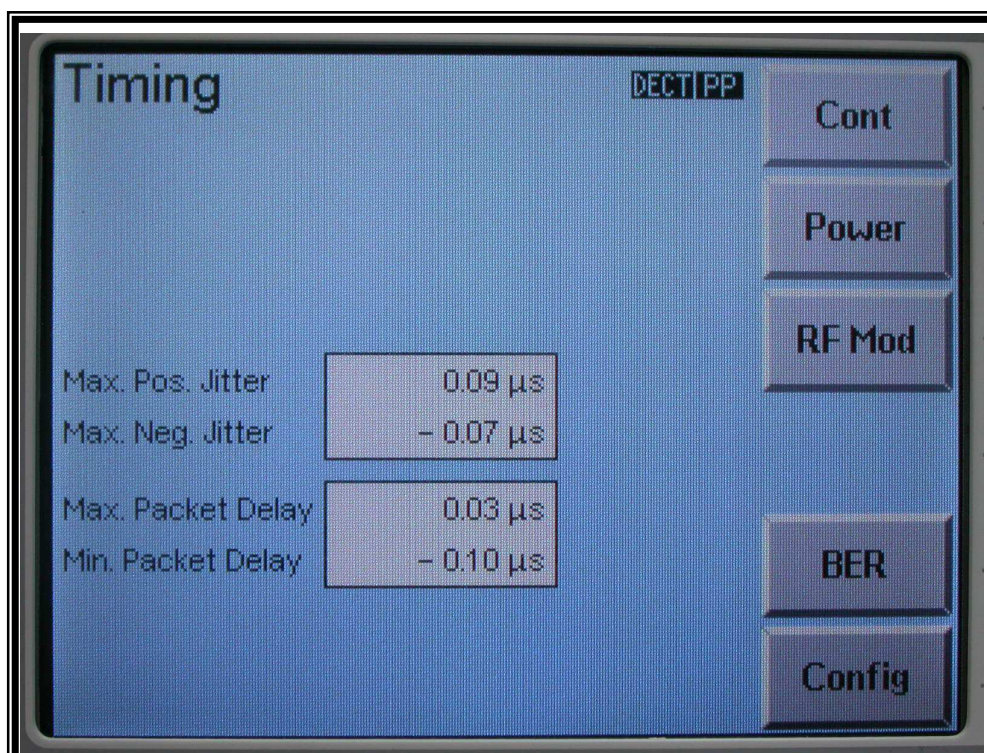 Timing
DECT PP
Cont
Power
RF Mod
Max. Pos. Jitter 0.09 µs
Max. Neg. Jitter - 0.07 µs
Max. Packet Delay 0.03 µs
Min. Packet Delay - 0.10 µs
BER
Config